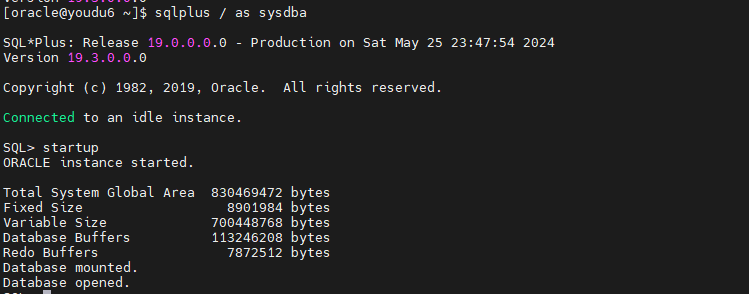 [oracle@youdu6 ~]$ sqlplus / as sysdba
SQL*Plus: Release 19.0.0.0.0 - Production on Sat May 25 23:47:54 2024
Version 19.3.0.0.0
Copyright (c) 1982, 2019, Oracle.  All rights reserved.
Connected to an idle instance.
SQL> startup
ORACLE instance started.
Total System Global Area  830469472 bytes
Fixed Size                  8901984 bytes
Variable Size             700448768 bytes
Database Buffers          113246208 bytes
Redo Buffers                7872512 bytes
Database mounted.
Database opened.